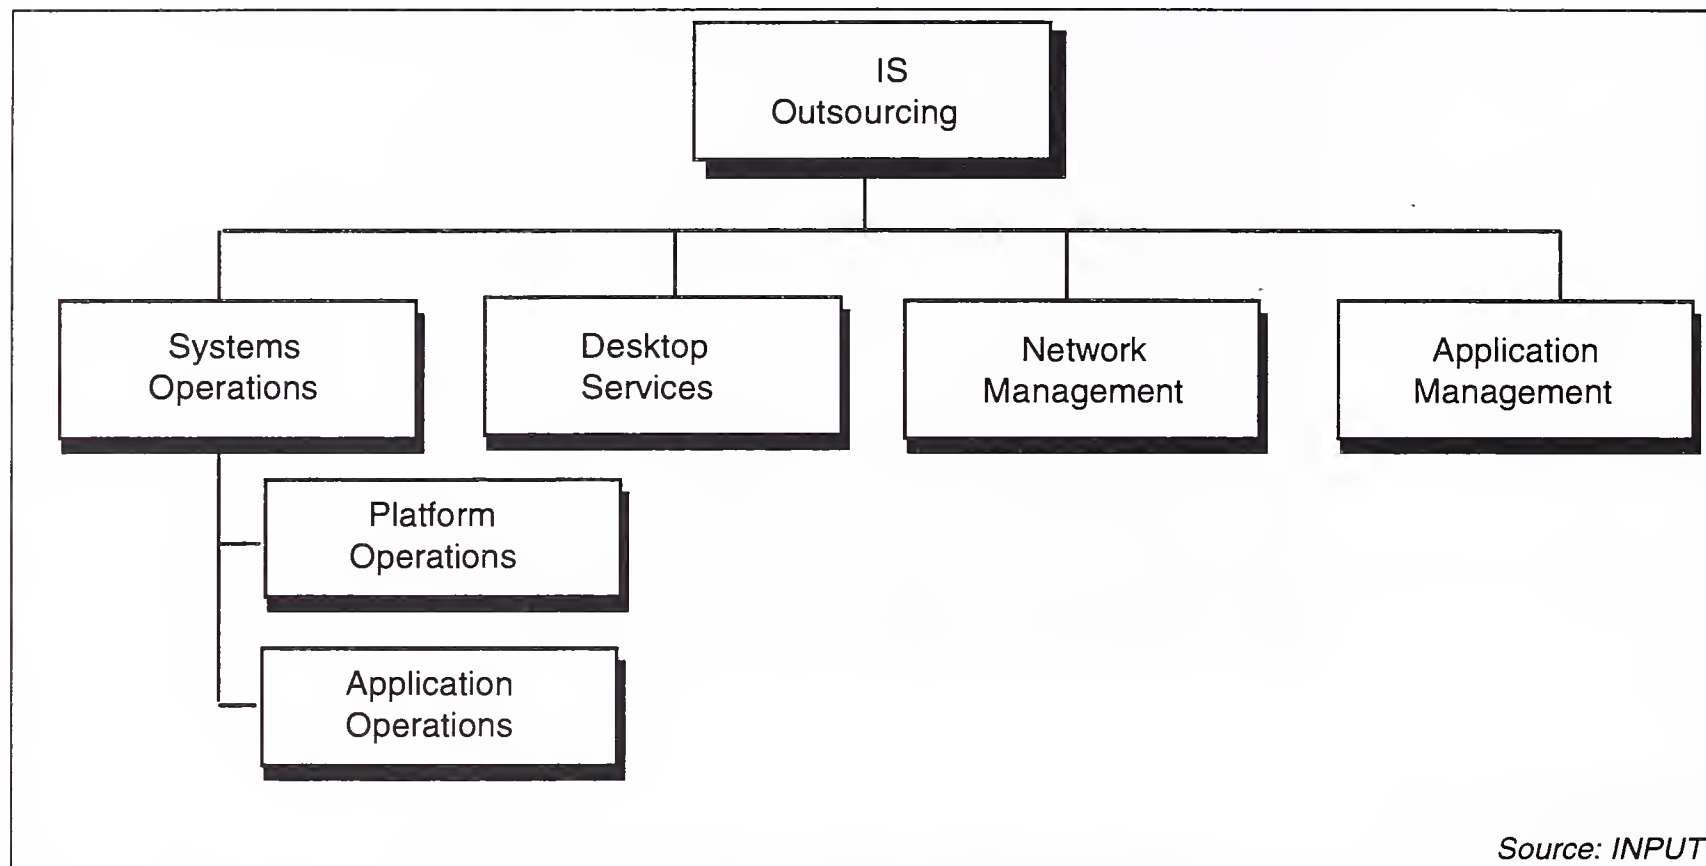 IS
Outsourcing
Systems
Operations
Desktop
Services
Network
Management
Application
Management
Platform
Operations
Application
Operations
Source: INPUT